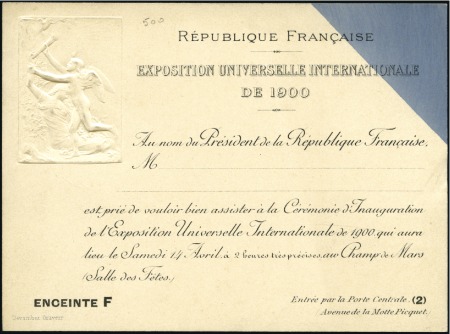 500
RÉPUBLIQUE FRANÇAISE
EXPOSITION UNIVERSELLE INTERNATIONALE
DE 1900
Au nom du Président de la République Française,
M
est prié de vouloir bien assister à la Cérémonie d'Inauguration
de l'Exposition Universelle Internationale de 1900 qui aura
lieu le Samedi 14 Avril, à 2 heures très précises, au Champ de Mars
(Salle des Fêtes).
ENCEINTE F
Entrée par la Porte Centrale, (2)
Avenue de la Motte Picquet.
Graveur